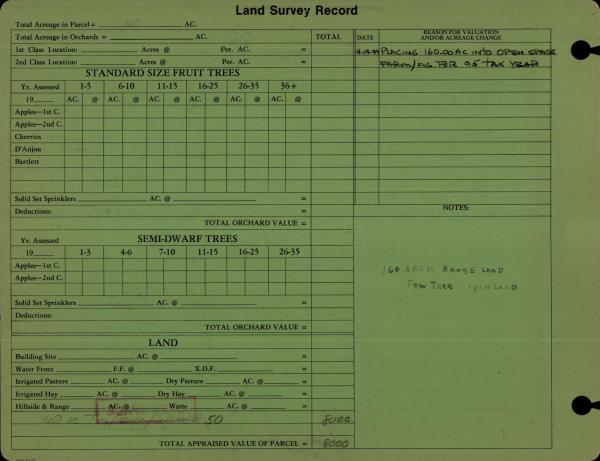 Land Survey Record
Total Acreage in Parcel = 160 AC.
Total Acreage in Orchards = AC. TOTAL
1st Class Location: Acres @ Per. AC. =
2nd Class Location: Acres @ Per. AC. =
STANDARD SIZE FRUIT TREES
Yr. Assessed 1-5 6-10 11-15 16-25 26-35 36+
19 AC. @ AC. @ AC. @ AC. @ AC. @ AC. @
Apples—1st C.
Apples—2nd C.
Cherries
D'Anjou
Bartlett
Solid Set Sprinklers AC. @ =
Deductions: =
TOTAL ORCHARD VALUE =
Yr. Assessed SEMI-DWARF TREES
19 1-3 4-6 7-10 11-15 16-25 26-35
Apples—1st C.
Apples—2nd C.
Solid Set Sprinklers AC. @ =
Deductions:
TOTAL ORCHARD VALUE =
LAND
Building Site AC. @ =
Water Front F.F. @ X.D.F. =
Irrigated Pasture AC. @ Dry Pasture AC. @ =
Irrigated Hay AC. @ Dry Hay AC. @ =
Hillside & Range AC. @ Waste AC. @ =
160 ac 50 8000
TOTAL APPRAISED VALUE OF PARCEL = 8000
DATE REASON FOR VALUATION
AND/OR ACREAGE CHANGE
PLACING 160.00 AC INTO OPEN SPACE
FARM/AG FOR 95 TAX YEAR
NOTES:
160 AREA RANGE LAND
FOW TREE OPEN LAND